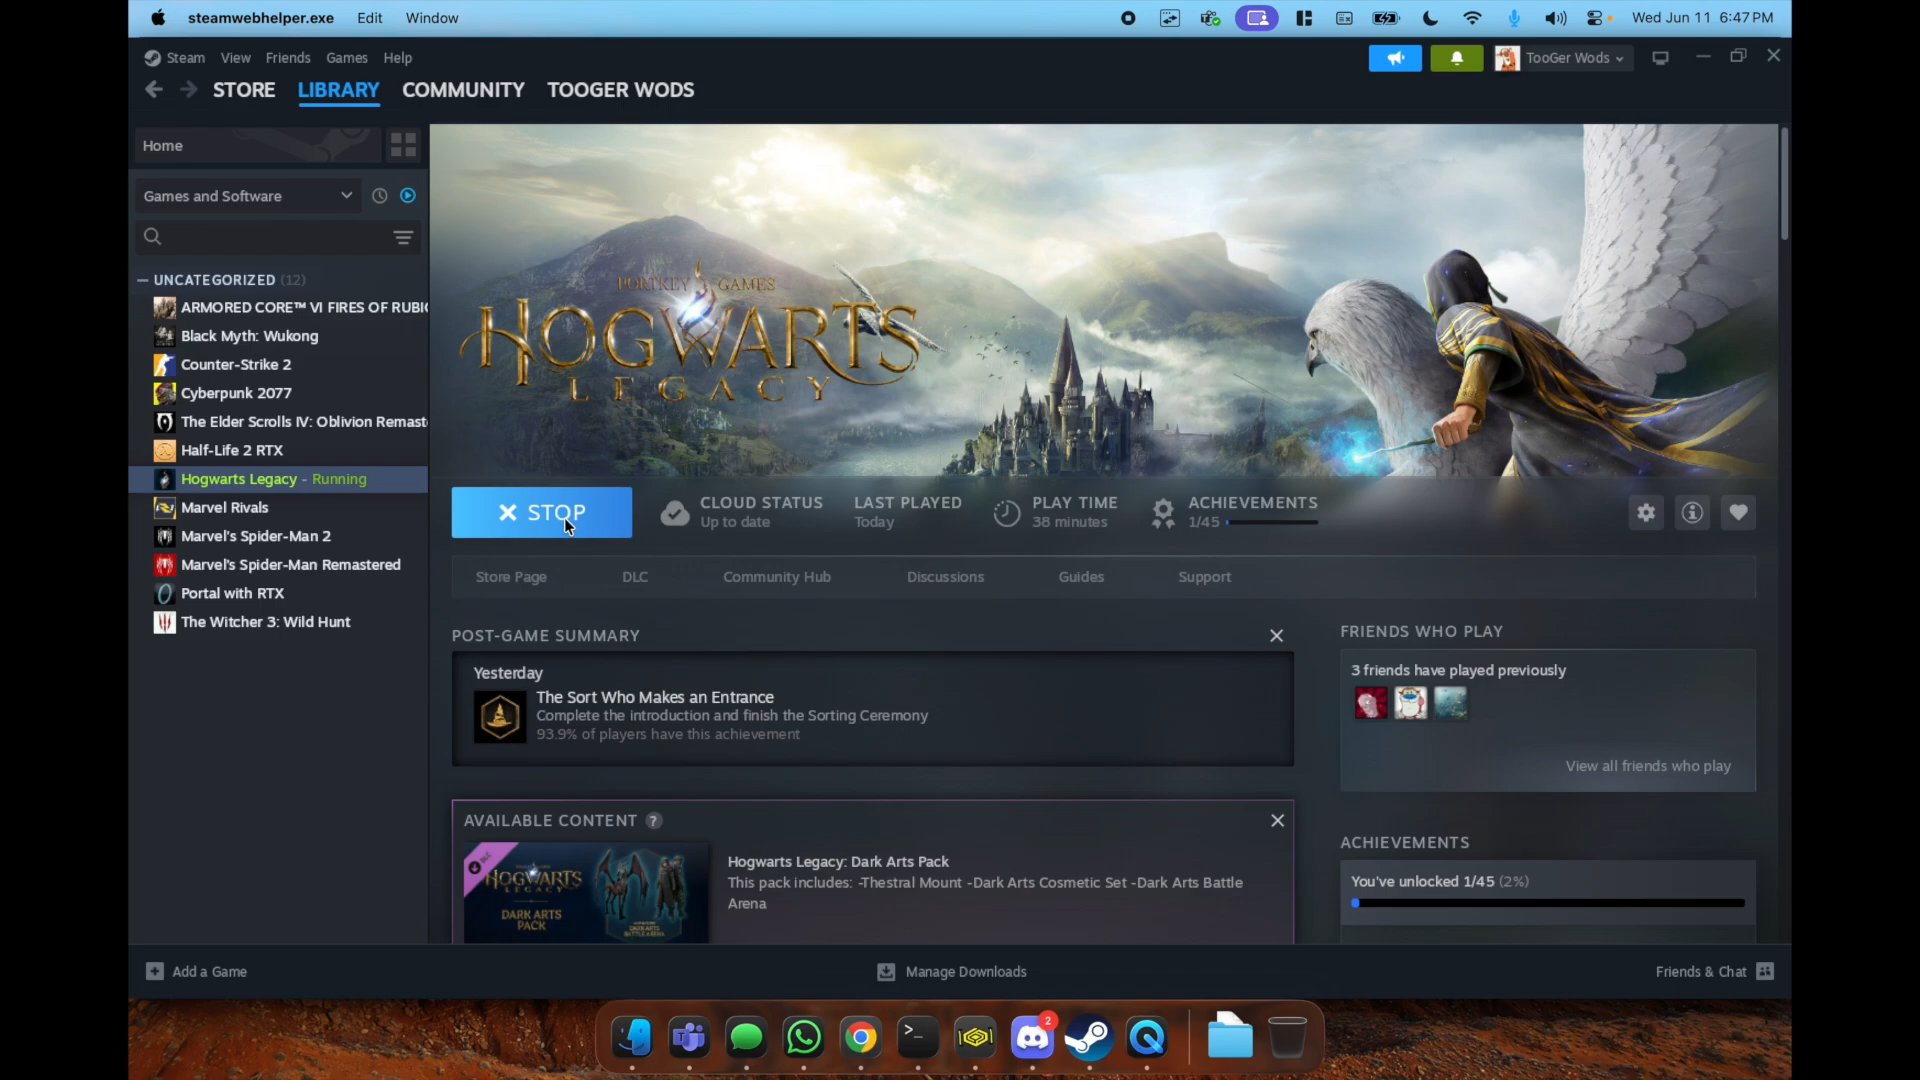 steamwebhelper.exe Edit Window
Wed Jun 11 6:47 PM
Steam View Friends Games Help
TooGer Wods
STORE LIBRARY COMMUNITY TOOGER WODS
Home
Games and Software
UNCATEGORIZED (12)
ARMORED CORE™ VI FIRES OF RUBIC
Black Myth: Wukong
Counter-Strike 2
Cyberpunk 2077
The Elder Scrolls IV: Oblivion Remast
Half-Life 2 RTX
Hogwarts Legacy - Running
Marvel Rivals
Marvel's Spider-Man 2
Marvel's Spider-Man Remastered
Portal with RTX
The Witcher 3: Wild Hunt
PORTKEY GAMES
HOGWARTS
LEGACY
STOP
CLOUD STATUS
Up to date
LAST PLAYED
Today
PLAY TIME
38 minutes
ACHIEVEMENTS
1/45
Store Page DLC Community Hub Discussions Guides Support
POST-GAME SUMMARY
Yesterday
The Sort Who Makes an Entrance
Complete the introduction and finish the Sorting Ceremony
93.9% of players have this achievement
FRIENDS WHO PLAY
3 friends have played previously
View all friends who play
AVAILABLE CONTENT ?
DLC
HOGWARTS
LEGACY
DARK ARTS
PACK
Hogwarts Legacy: Dark Arts Pack
This pack includes: -Thestral Mount -Dark Arts Cosmetic Set -Dark Arts Battle
Arena
ACHIEVEMENTS
You've unlocked 1/45 (2%)
Add a Game
Manage Downloads
Friends & Chat
2